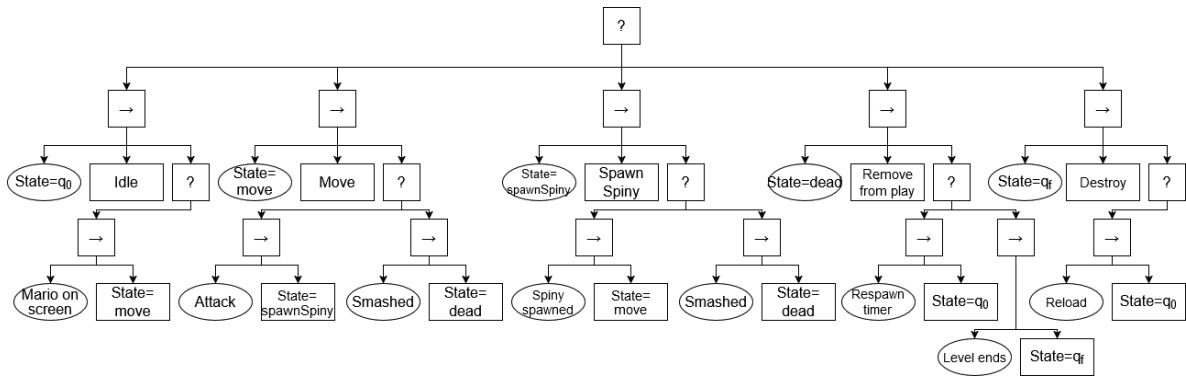 ?
→
→
→
→
→
State=q0
Idle
?
State=
move
Move
?
State=
spawnSpiny
Spawn
Spiny
?
State=dead
Remove
from play
?
State=qf
Destroy
?
→
→
→
→
→
→
→
→
Mario on
screen
State=
move
Attack
State=
spawnSpiny
Smashed
State=
dead
Spiny
spawned
State=
move
Smashed
State=
dead
Respawn
timer
State=q0
Reload
State=q0
Level ends
State=qf